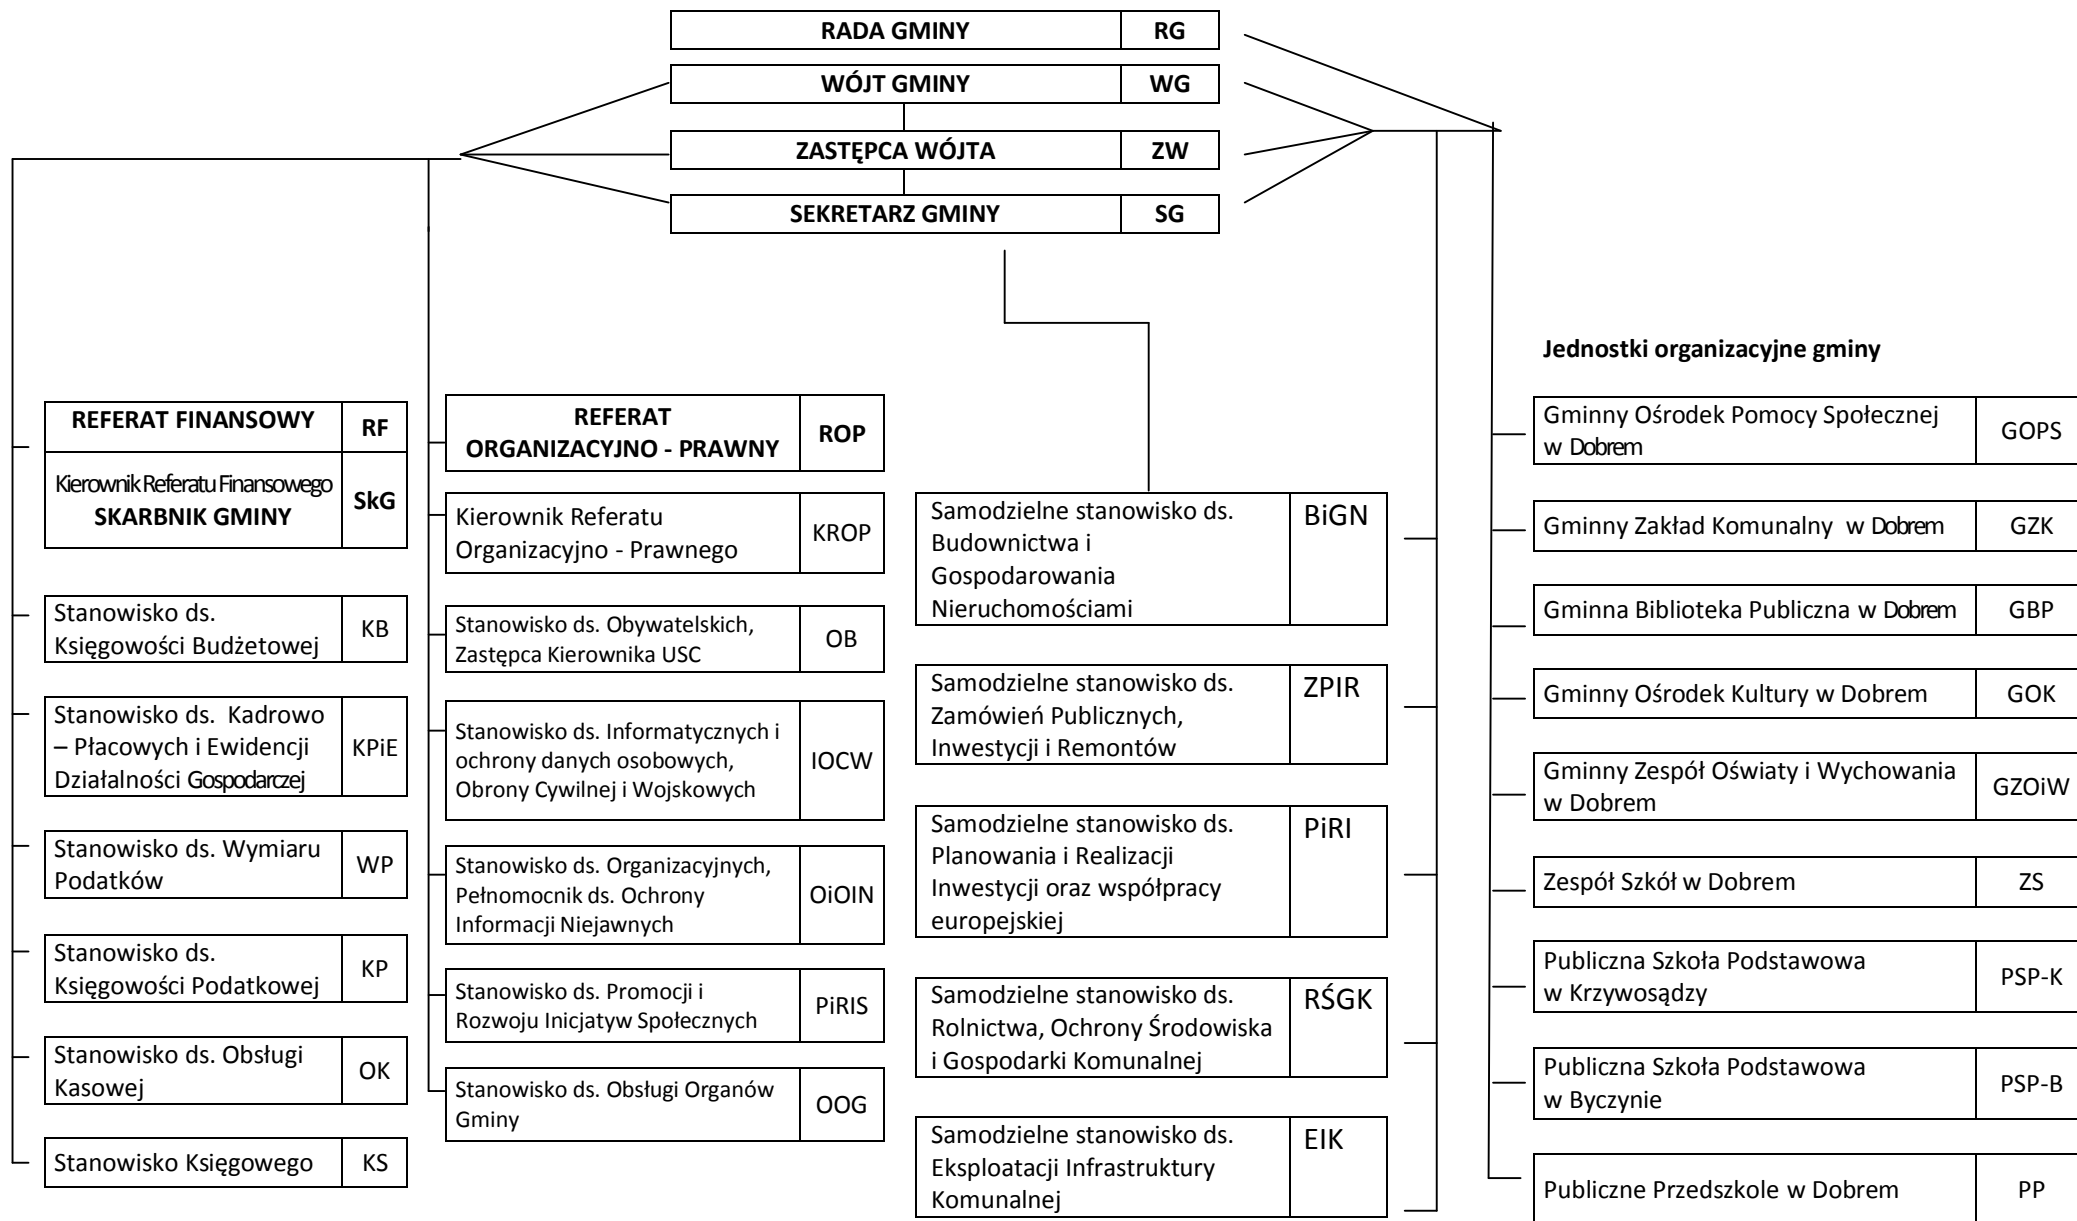 RADA GMINY RG
WÓJT GMINY WG
ZASTĘPCA WÓJTA ZW
SEKRETARZ GMINY SG
REFERAT FINANSOWY RF
Kierownik Referatu Finansowego
SKARBNIK GMINY SkG
Stanowisko ds.
Księgowości Budżetowej KB
Stanowisko ds. Kadrowo
– Płacowych i Ewidencji
Działalności Gospodarczej KPiE
Stanowisko ds. Wymiaru
Podatków WP
Stanowisko ds.
Księgowości Podatkowej KP
Stanowisko ds. Obsługi
Kasowej OK
Stanowisko Księgowego KS
REFERAT
ORGANIZACYJNO - PRAWNY ROP
Kierownik Referatu
Organizacyjno - Prawnego KROP
Stanowisko ds. Obywatelskich,
Zastępca Kierownika USC OB
Stanowisko ds. Informatycznych i
ochrony danych osobowych,
Obrony Cywilnej i Wojskowych IOCW
Stanowisko ds. Organizacyjnych,
Pełnomocnik ds. Ochrony
Informacji Niejawnych OiOIN
Stanowisko ds. Promocji i
Rozwoju Inicjatyw Społecznych PiRIS
Stanowisko ds. Obsługi Organów
Gminy OOG
Samodzielne stanowisko ds. BiGN
Budownictwa i
Gospodarowania
Nieruchomościami
Samodzielne stanowisko ds. ZPIR
Zamówień Publicznych,
Inwestycji i Remontów
Samodzielne stanowisko ds. PiRI
Planowania i Realizacji
Inwestycji oraz współpracy
europejskiej
Samodzielne stanowisko ds. RŚGK
Rolnictwa, Ochrony Środowiska
i Gospodarki Komunalnej
Samodzielne stanowisko ds. EIK
Eksploatacji Infrastruktury
Komunalnej
Jednostki organizacyjne gminy
Gminny Ośrodek Pomocy Społecznej
w Dobrem GOPS
Gminny Zakład Komunalny w Dobrem GZK
Gminna Biblioteka Publiczna w Dobrem GBP
Gminny Ośrodek Kultury w Dobrem GOK
Gminny Zespół Oświaty i Wychowania
w Dobrem GZOiW
Zespół Szkół w Dobrem ZS
Publiczna Szkoła Podstawowa
w Krzywosądzy PSP-K
Publiczna Szkoła Podstawowa
w Byczynie PSP-B
Publiczne Przedszkole w Dobrem PP